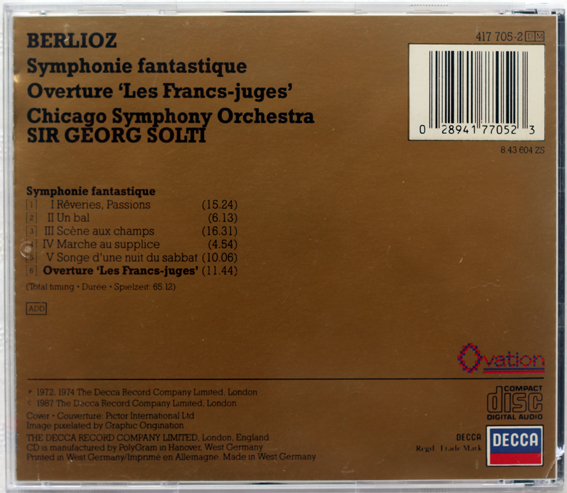 BERLIOZ
Symphonie fantastique
Overture ‘Les Francs-juges’
Chicago Symphony Orchestra
SIR GEORG SOLTI
417 705-2 DM
0 28941 77052 3
8.43 604 ZS
Symphonie fantastique
1 I Rêveries, Passions (15.24)
2 II Un bal (6.13)
3 III Scène aux champs (16.31)
4 IV Marche au supplice (4.54)
5 V Songe d'une nuit du sabbat (10.06)
6 Overture ‘Les Francs-juges’ (11.44)
(Total timing • Durée • Spielzeit: 65.12)
ADD
Ovation
℗ 1972, 1974 The Decca Record Company Limited, London
© 1987 The Decca Record Company Limited, London
Cover • Couverture: Pictor International Ltd
Image pixelated by Graphic Origination
THE DECCA RECORD COMPANY LIMITED, London, England
CD is manufactured by PolyGram in Hanover, West Germany
Printed in West Germany/Imprimé en Allemagne. Made in West Germany
COMPACT
disc
DIGITAL AUDIO
DECCA
Regd. Trade Mark
DECCA